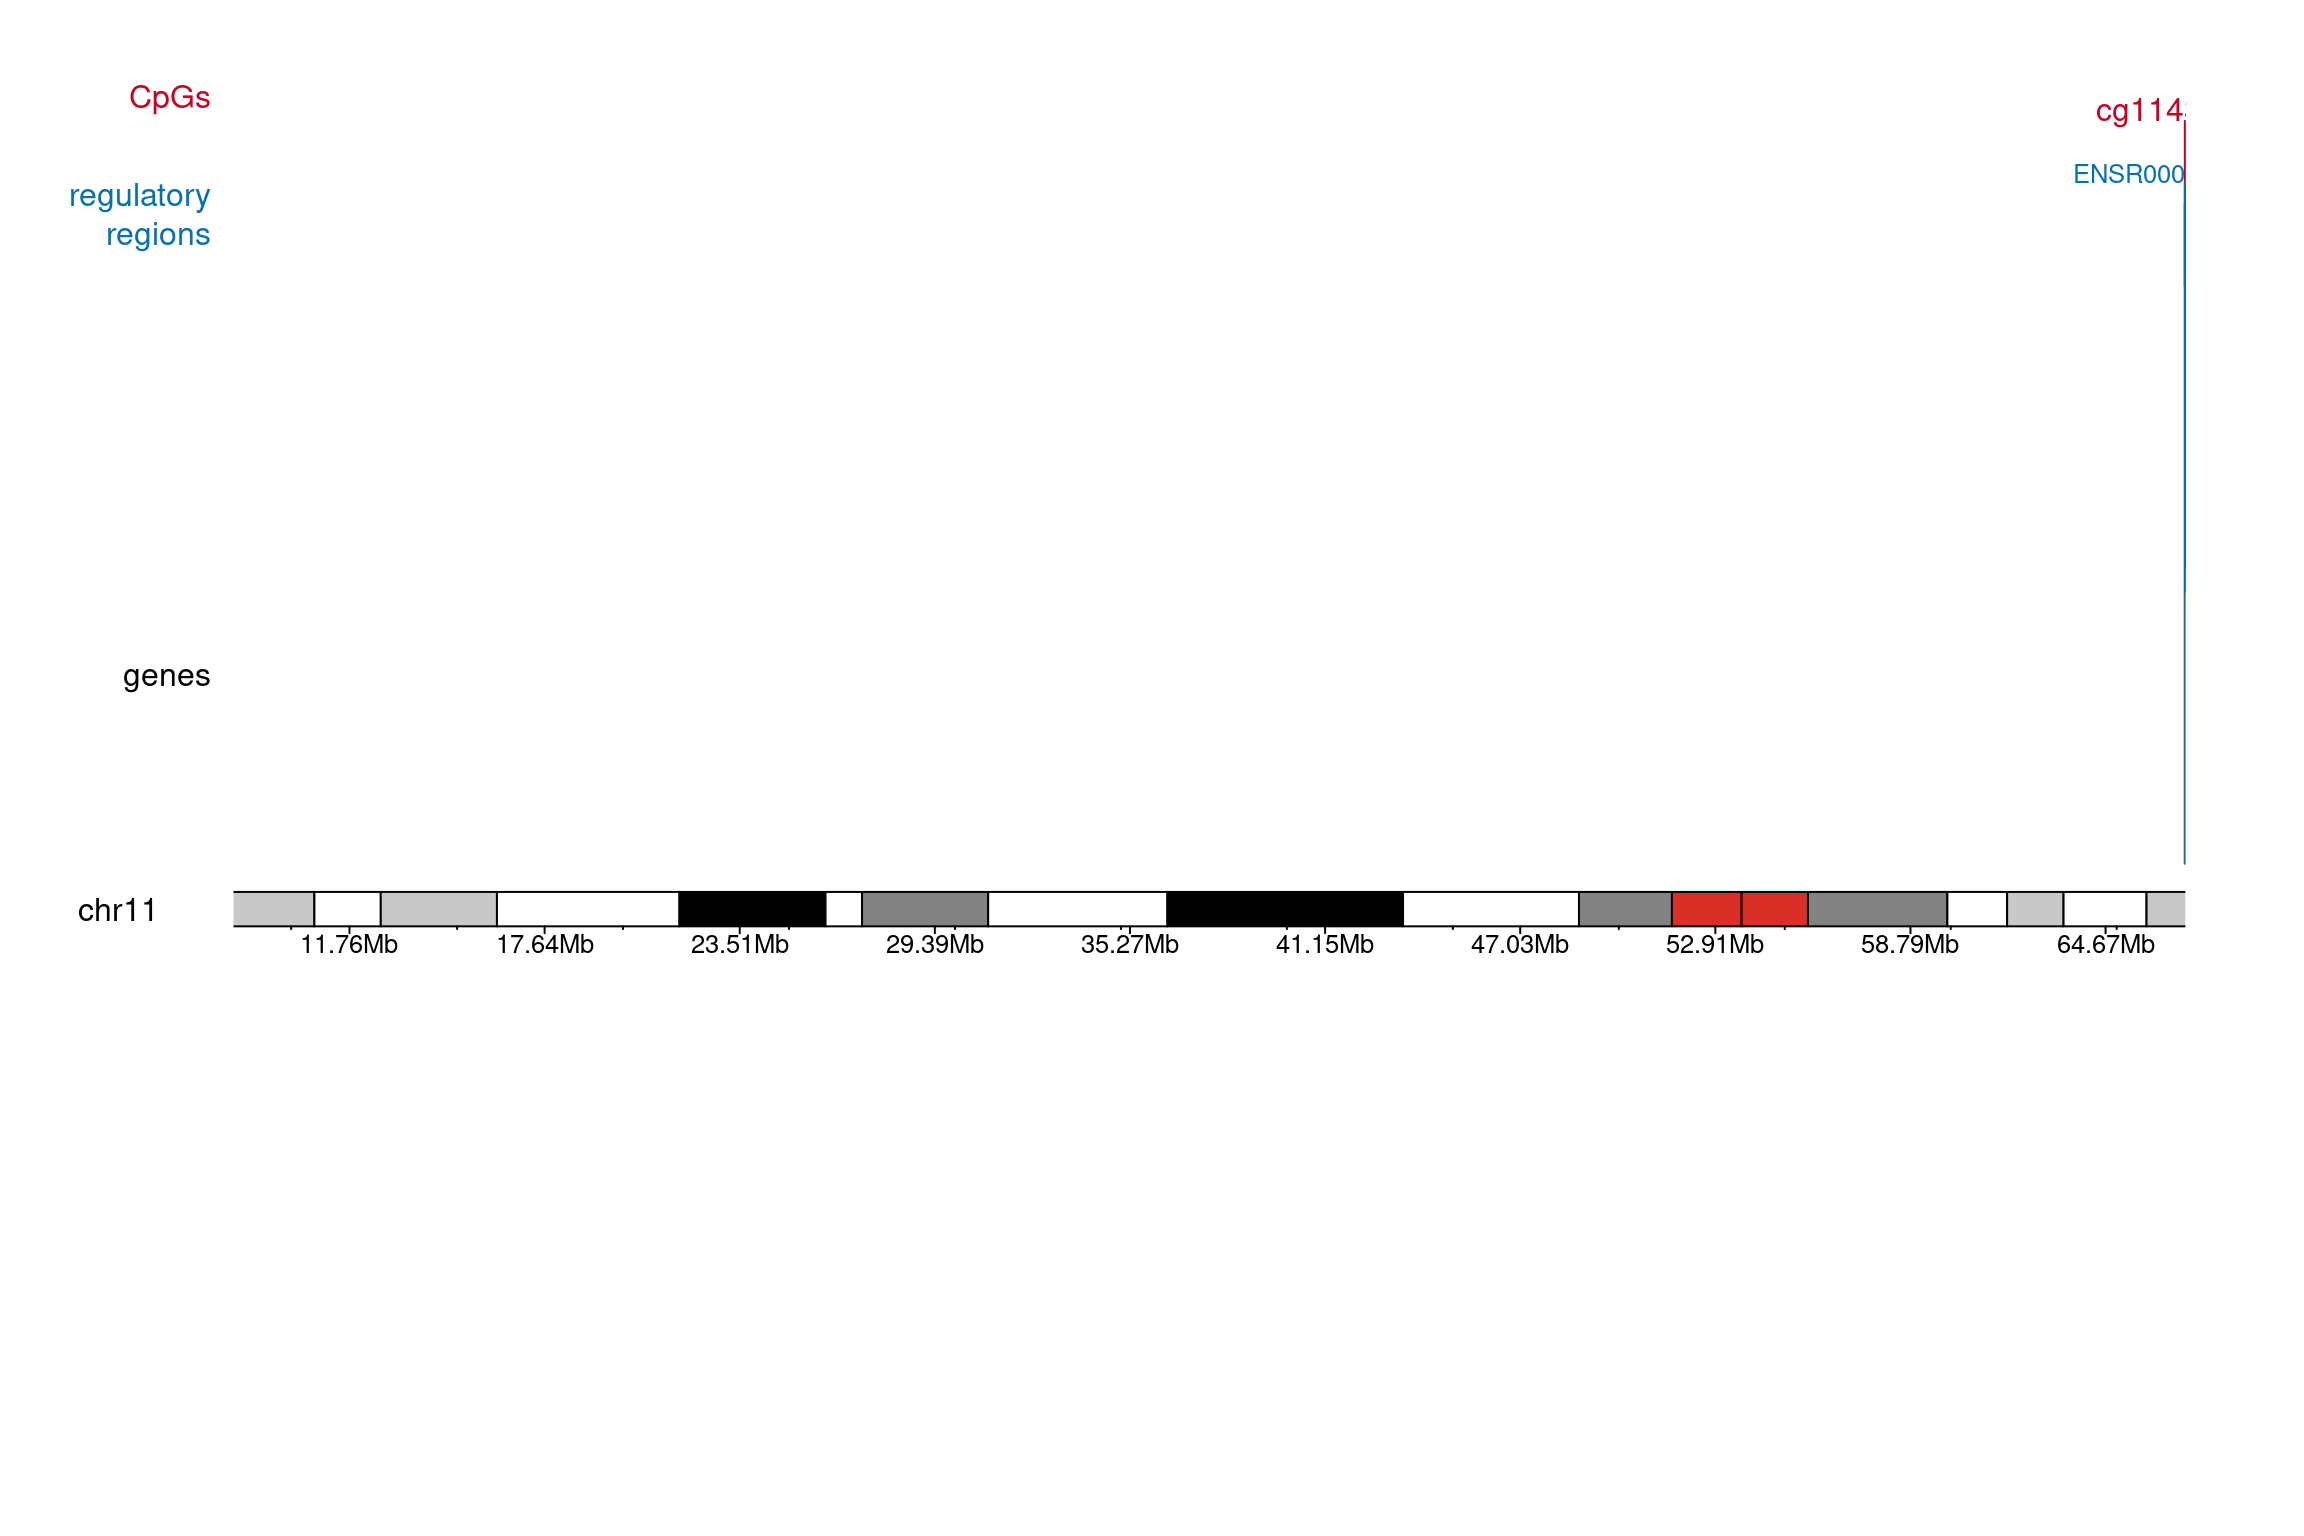 CpGs
cg114
ENSR000
regulatory
regions
genes
chr11
11.76Mb 17.64Mb 23.51Mb 29.39Mb 35.27Mb 41.15Mb 47.03Mb 52.91Mb 58.79Mb 64.67Mb